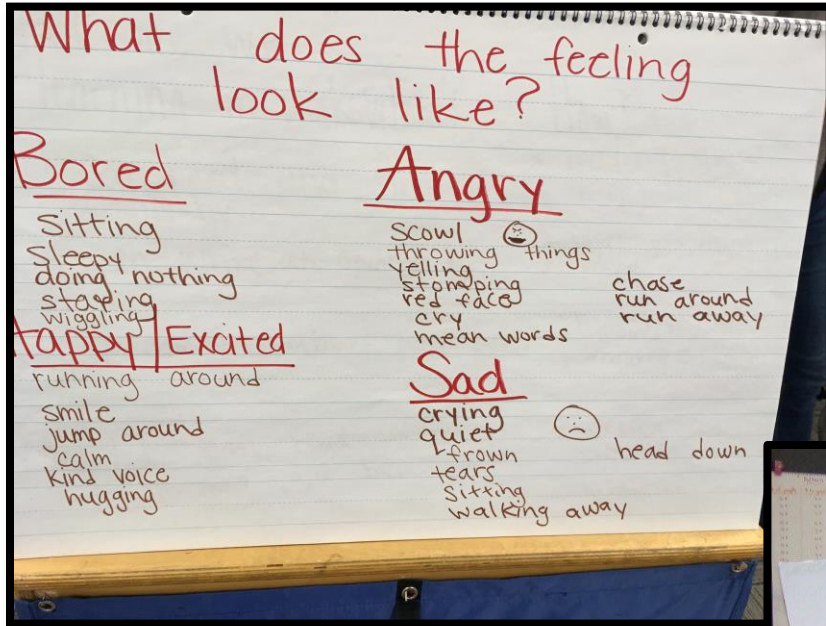 What does the feeling
look like?
Bored
sitting
sleepy
doing nothing
staying
wiggling
Happy/Excited
running around
smile
jump around
calm
kind voice
hugging
Angry
scowl
throwing things
yelling
stomping
red face
cry
mean words
chase
run around
run away
Sad
crying
quiet
frown
tears
sitting
walking away
head down